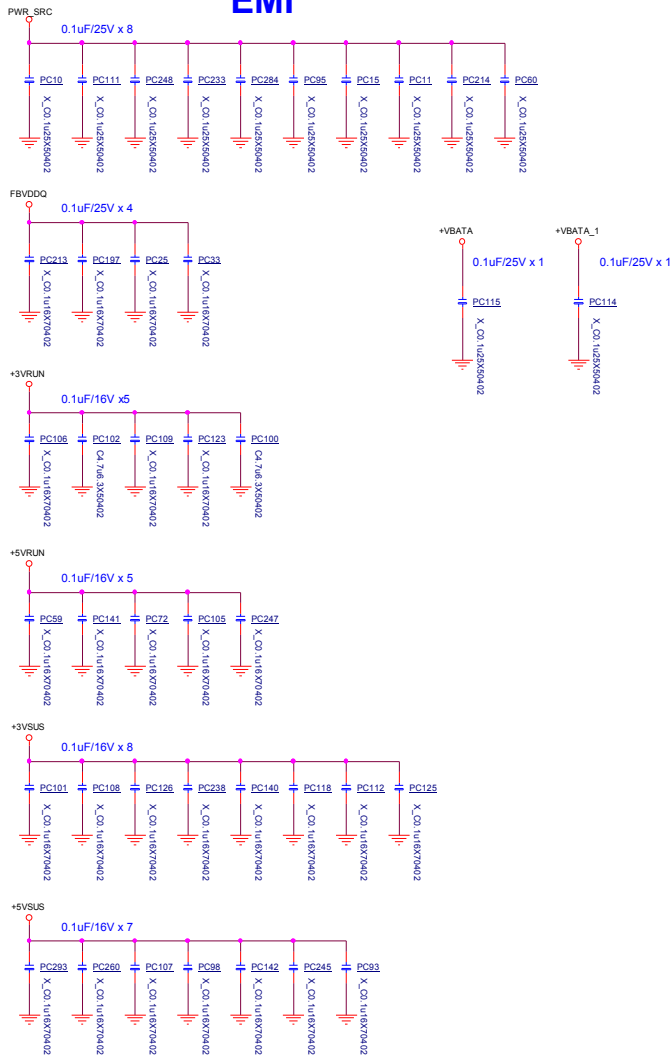 EMI
PWR_SRC
0.1uF/25V x 8
PC10 PC111 PC248 PC233 PC284 PC95 PC15 PC11 PC214 PC60
X_C0.1u25X50402 X_C0.1u25X50402 X_C0.1u25X50402 X_C0.1u25X50402 X_C0.1u25X50402 X_C0.1u25X50402 X_C0.1u25X50402 X_C0.1u25X50402 X_C0.1u25X50402 X_C0.1u25X50402
FBVDDQ
0.1uF/25V x 4
PC213 PC197 PC25 PC33
X_C0.1u16X70402 X_C0.1u16X70402 X_C0.1u16X70402 X_C0.1u16X70402
+VBATA +VBATA_1
0.1uF/25V x 1 0.1uF/25V x 1
PC115 PC114
X_C0.1u25X50402 X_C0.1u25X50402
+3VRUN
0.1uF/16V x5
PC106 PC102 PC109 PC123 PC100
X_C0.1u16X70402 C4.7u6.3X50402 X_C0.1u16X70402 X_C0.1u16X70402 C4.7u6.3X50402
+5VRUN
0.1uF/16V x 5
PC59 PC141 PC72 PC105 PC247
X_C0.1u16X70402 X_C0.1u16X70402 X_C0.1u16X70402 X_C0.1u16X70402 X_C0.1u16X70402
+3VSUS
0.1uF/16V x 8
PC101 PC108 PC126 PC238 PC140 PC118 PC112 PC125
X_C0.1u16X70402 X_C0.1u16X70402 X_C0.1u16X70402 X_C0.1u16X70402 X_C0.1u16X70402 X_C0.1u16X70402 X_C0.1u16X70402 X_C0.1u16X70402
+5VSUS
0.1uF/16V x 7
PC293 PC260 PC107 PC98 PC142 PC245 PC93
X_C0.1u16X70402 X_C0.1u16X70402 X_C0.1u16X70402 X_C0.1u16X70402 X_C0.1u16X70402 X_C0.1u16X70402 X_C0.1u16X70402